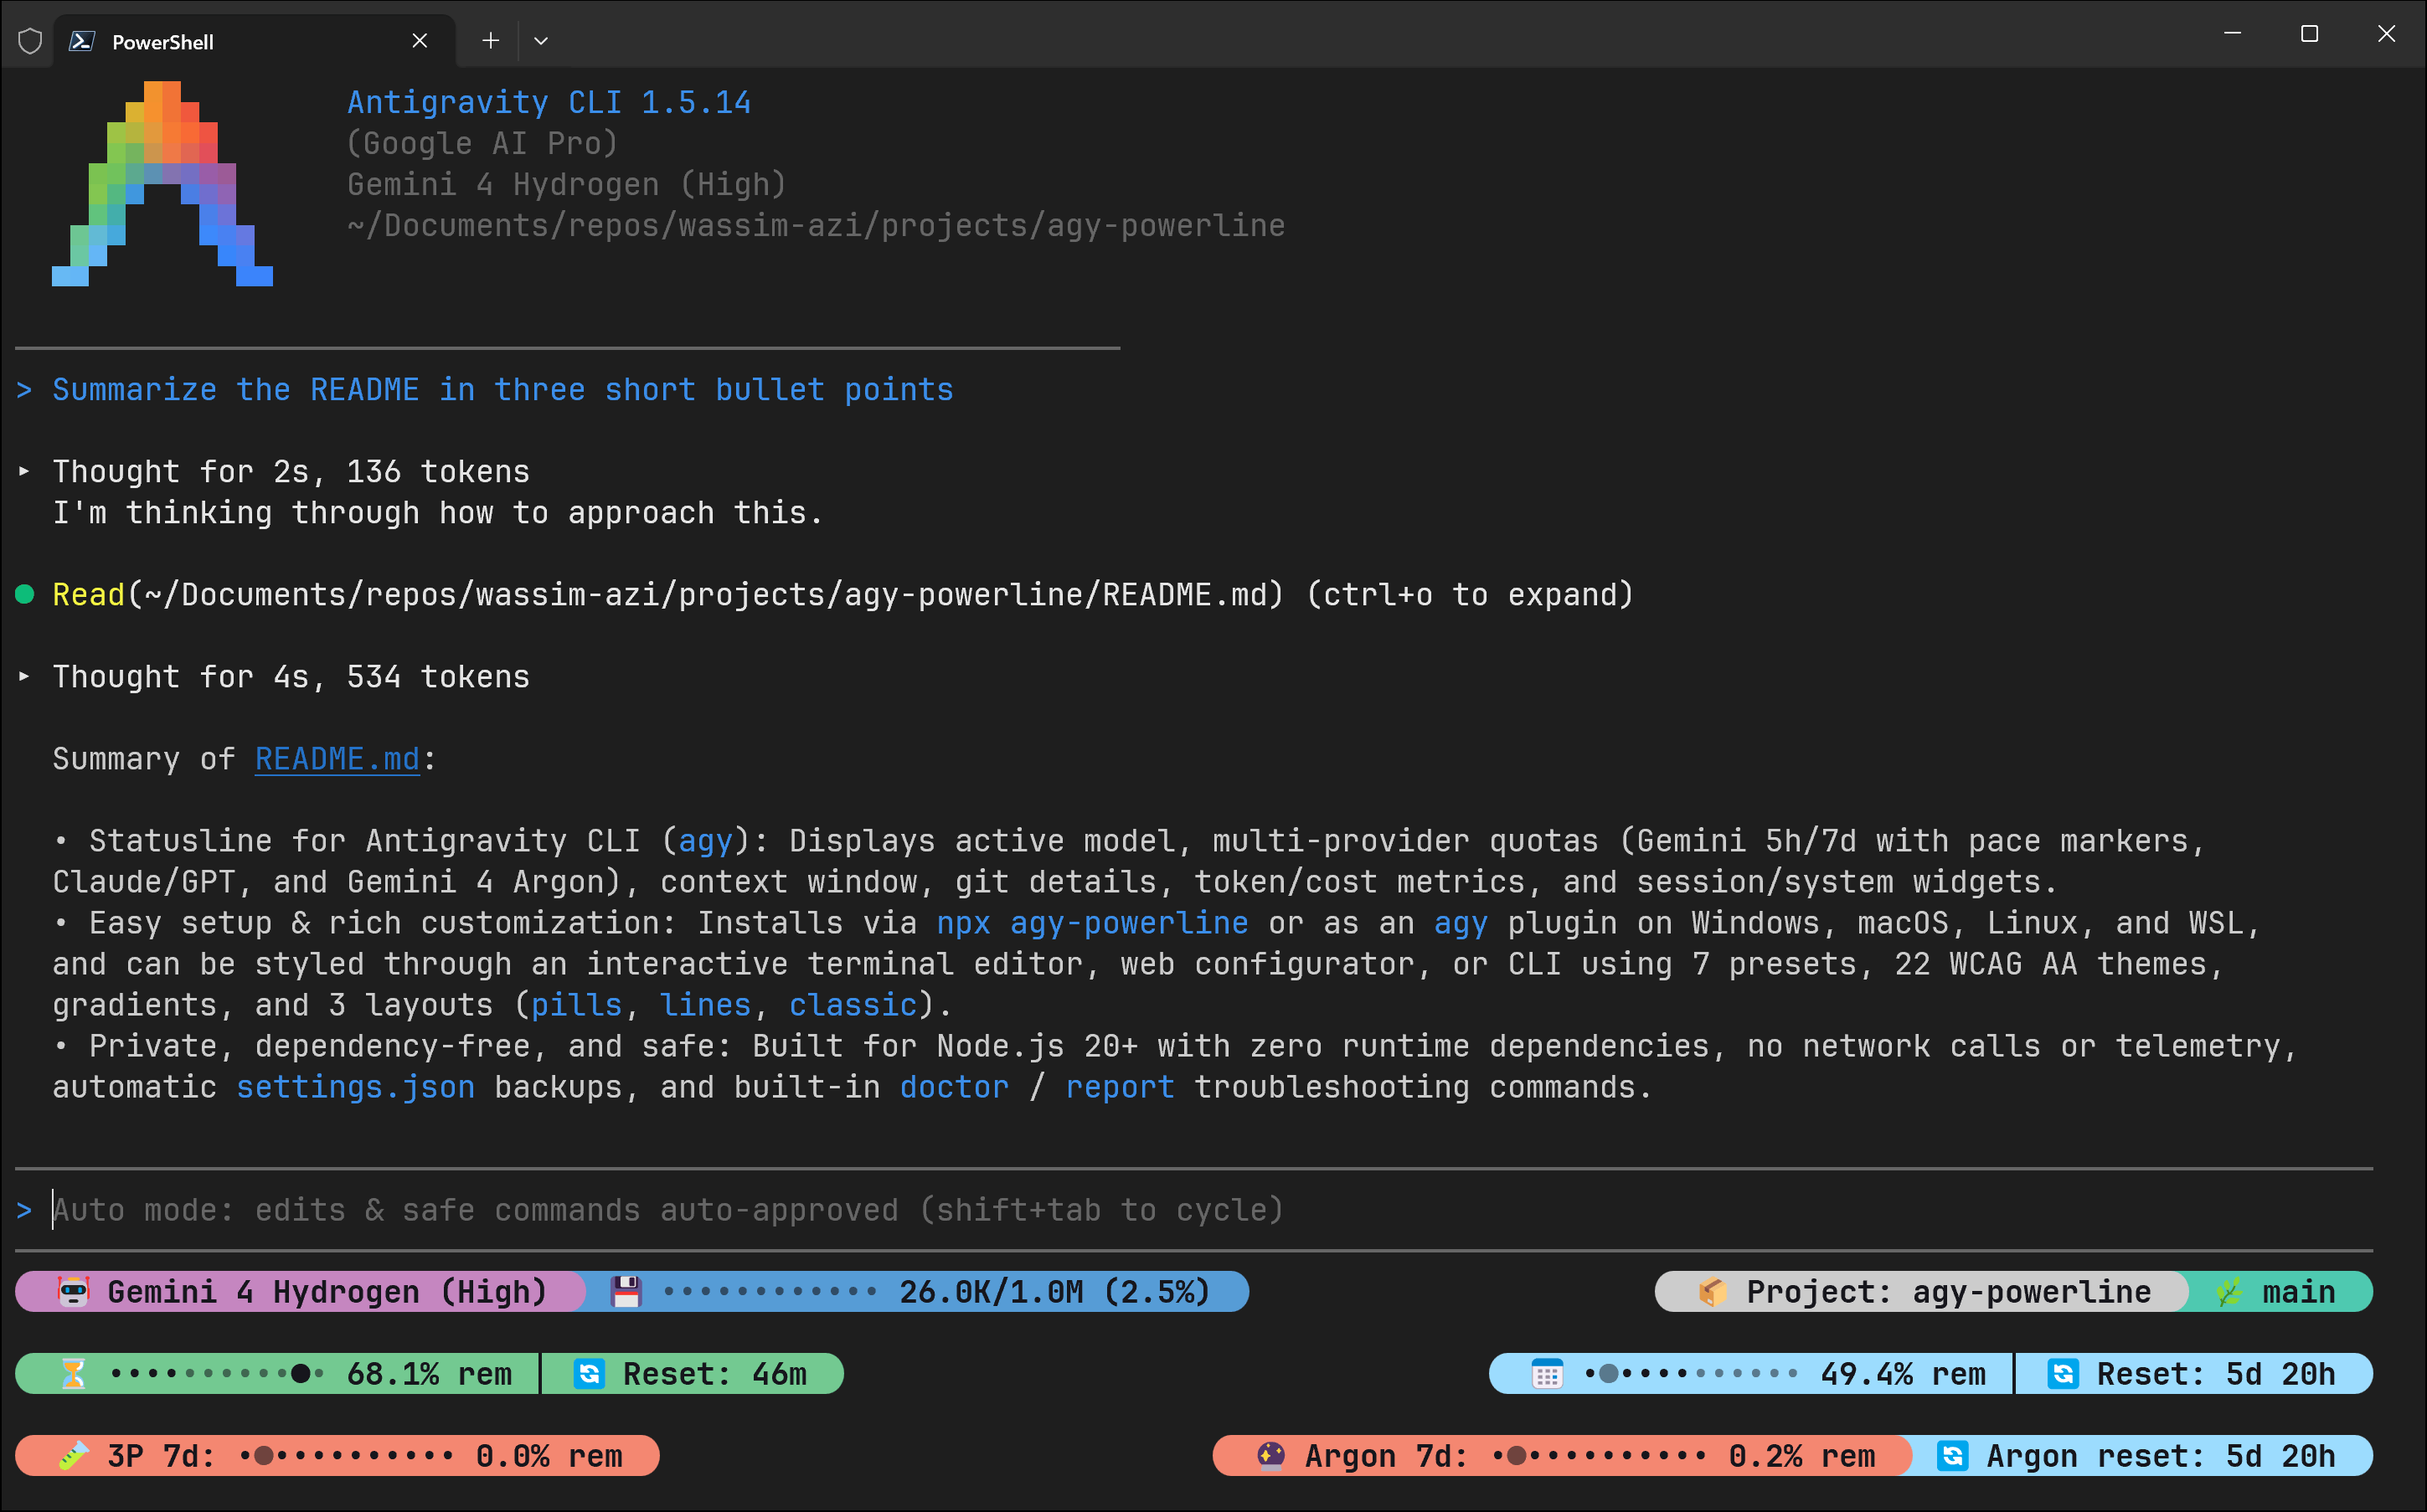 PowerShell
Antigravity CLI 1.5.14
(Google AI Pro)
Gemini 4 Hydrogen (High)
~/Documents/repos/wassim-azi/projects/agy-powerline
> Summarize the README in three short bullet points
▸ Thought for 2s, 136 tokens
I'm thinking through how to approach this.
● Read(~/Documents/repos/wassim-azi/projects/agy-powerline/README.md) (ctrl+o to expand)
▸ Thought for 4s, 534 tokens
Summary of README.md:
• Statusline for Antigravity CLI (agy): Displays active model, multi-provider quotas (Gemini 5h/7d with pace markers,
Claude/GPT, and Gemini 4 Argon), context window, git details, token/cost metrics, and session/system widgets.
• Easy setup & rich customization: Installs via npx agy-powerline or as an agy plugin on Windows, macOS, Linux, and WSL,
and can be styled through an interactive terminal editor, web configurator, or CLI using 7 presets, 22 WCAG AA themes,
gradients, and 3 layouts (pills, lines, classic).
• Private, dependency-free, and safe: Built for Node.js 20+ with zero runtime dependencies, no network calls or telemetry,
automatic settings.json backups, and built-in doctor / report troubleshooting commands.
> Auto mode: edits & safe commands auto-approved (shift+tab to cycle)
Gemini 4 Hydrogen (High) 26.0K/1.0M (2.5%) Project: agy-powerline main
68.1% rem Reset: 46m 49.4% rem Reset: 5d 20h
3P 7d: 0.0% rem Argon 7d: 0.2% rem Argon reset: 5d 20h